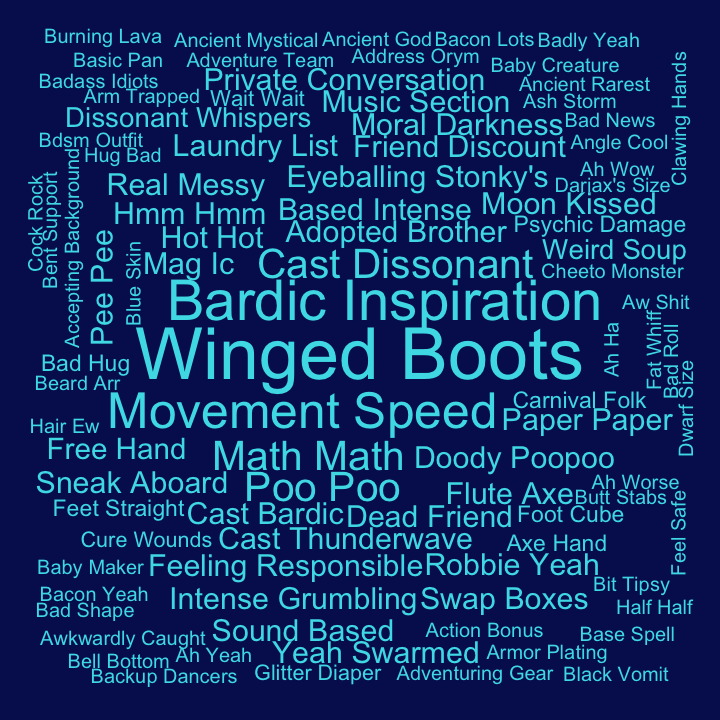 Burning Lava
Ancient Mystical
Ancient God
Bacon Lots
Badly Yeah
Basic Pan
Adventure Team
Address Orym
Baby Creature
Badass Idiots
Private Conversation
Ancient Rarest
Clawing Hands
Arm Trapped
Wait Wait
Music Section
Ash Storm
Dissonant Whispers
Moral Darkness
Bad News
Bdsm Outfit
Hug Bad
Laundry List
Friend Discount
Angle Cool
Real Messy
Eyeballing Stonky's
Ah Wow
Dariax's Size
Cock Rock
Bent Support
Accepting Background
Hmm Hmm
Based Intense
Moon Kissed
Pee Pee
Blue Skin
Hot Hot
Adopted Brother
Psychic Damage
Mag Ic
Cast Dissonant
Weird Soup
Cheeto Monster
Bardic Inspiration
Aw Shit
Winged Boots
Ah Ha
Fat Whiff
Bad Roll
Dwarf Size
Bad Hug
Beard Arr
Movement Speed
Carnival Folk
Paper Paper
Hair Ew
Free Hand
Math Math
Doody Poopoo
Sneak Aboard
Poo Poo
Flute Axe
Ah Worse
Butt Stabs
Feel Safe
Feet Straight
Cast Bardic
Dead Friend
Foot Cube
Cure Wounds
Cast Thunderwave
Axe Hand
Baby Maker
Feeling Responsible
Robbie Yeah
Bit Tipsy
Bacon Yeah
Bad Shape
Intense Grumbling
Swap Boxes
Half Half
Awkwardly Caught
Sound Based
Action Bonus
Base Spell
Bell Bottom
Ah Yeah
Yeah Swarmed
Armor Plating
Backup Dancers
Glitter Diaper
Adventuring Gear
Black Vomit